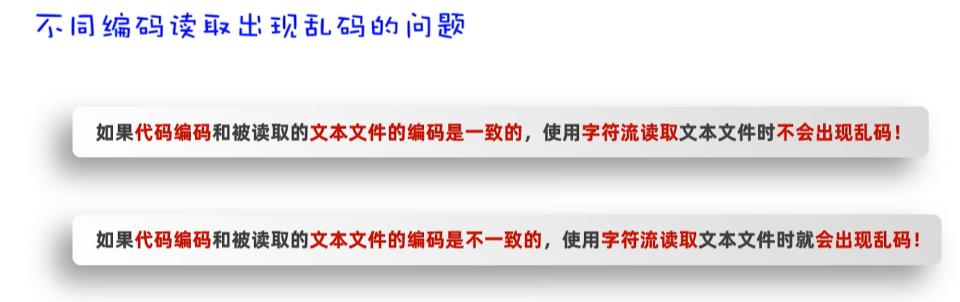 不同编码读取出现乱码的问题
如果代码编码和被读取的文本文件的编码是一致的，使用字符流读取文本文件时不会出现乱码！
如果代码编码和被读取的文本文件的编码是不一致的，使用字符流读取文本文件时就会出现乱码！